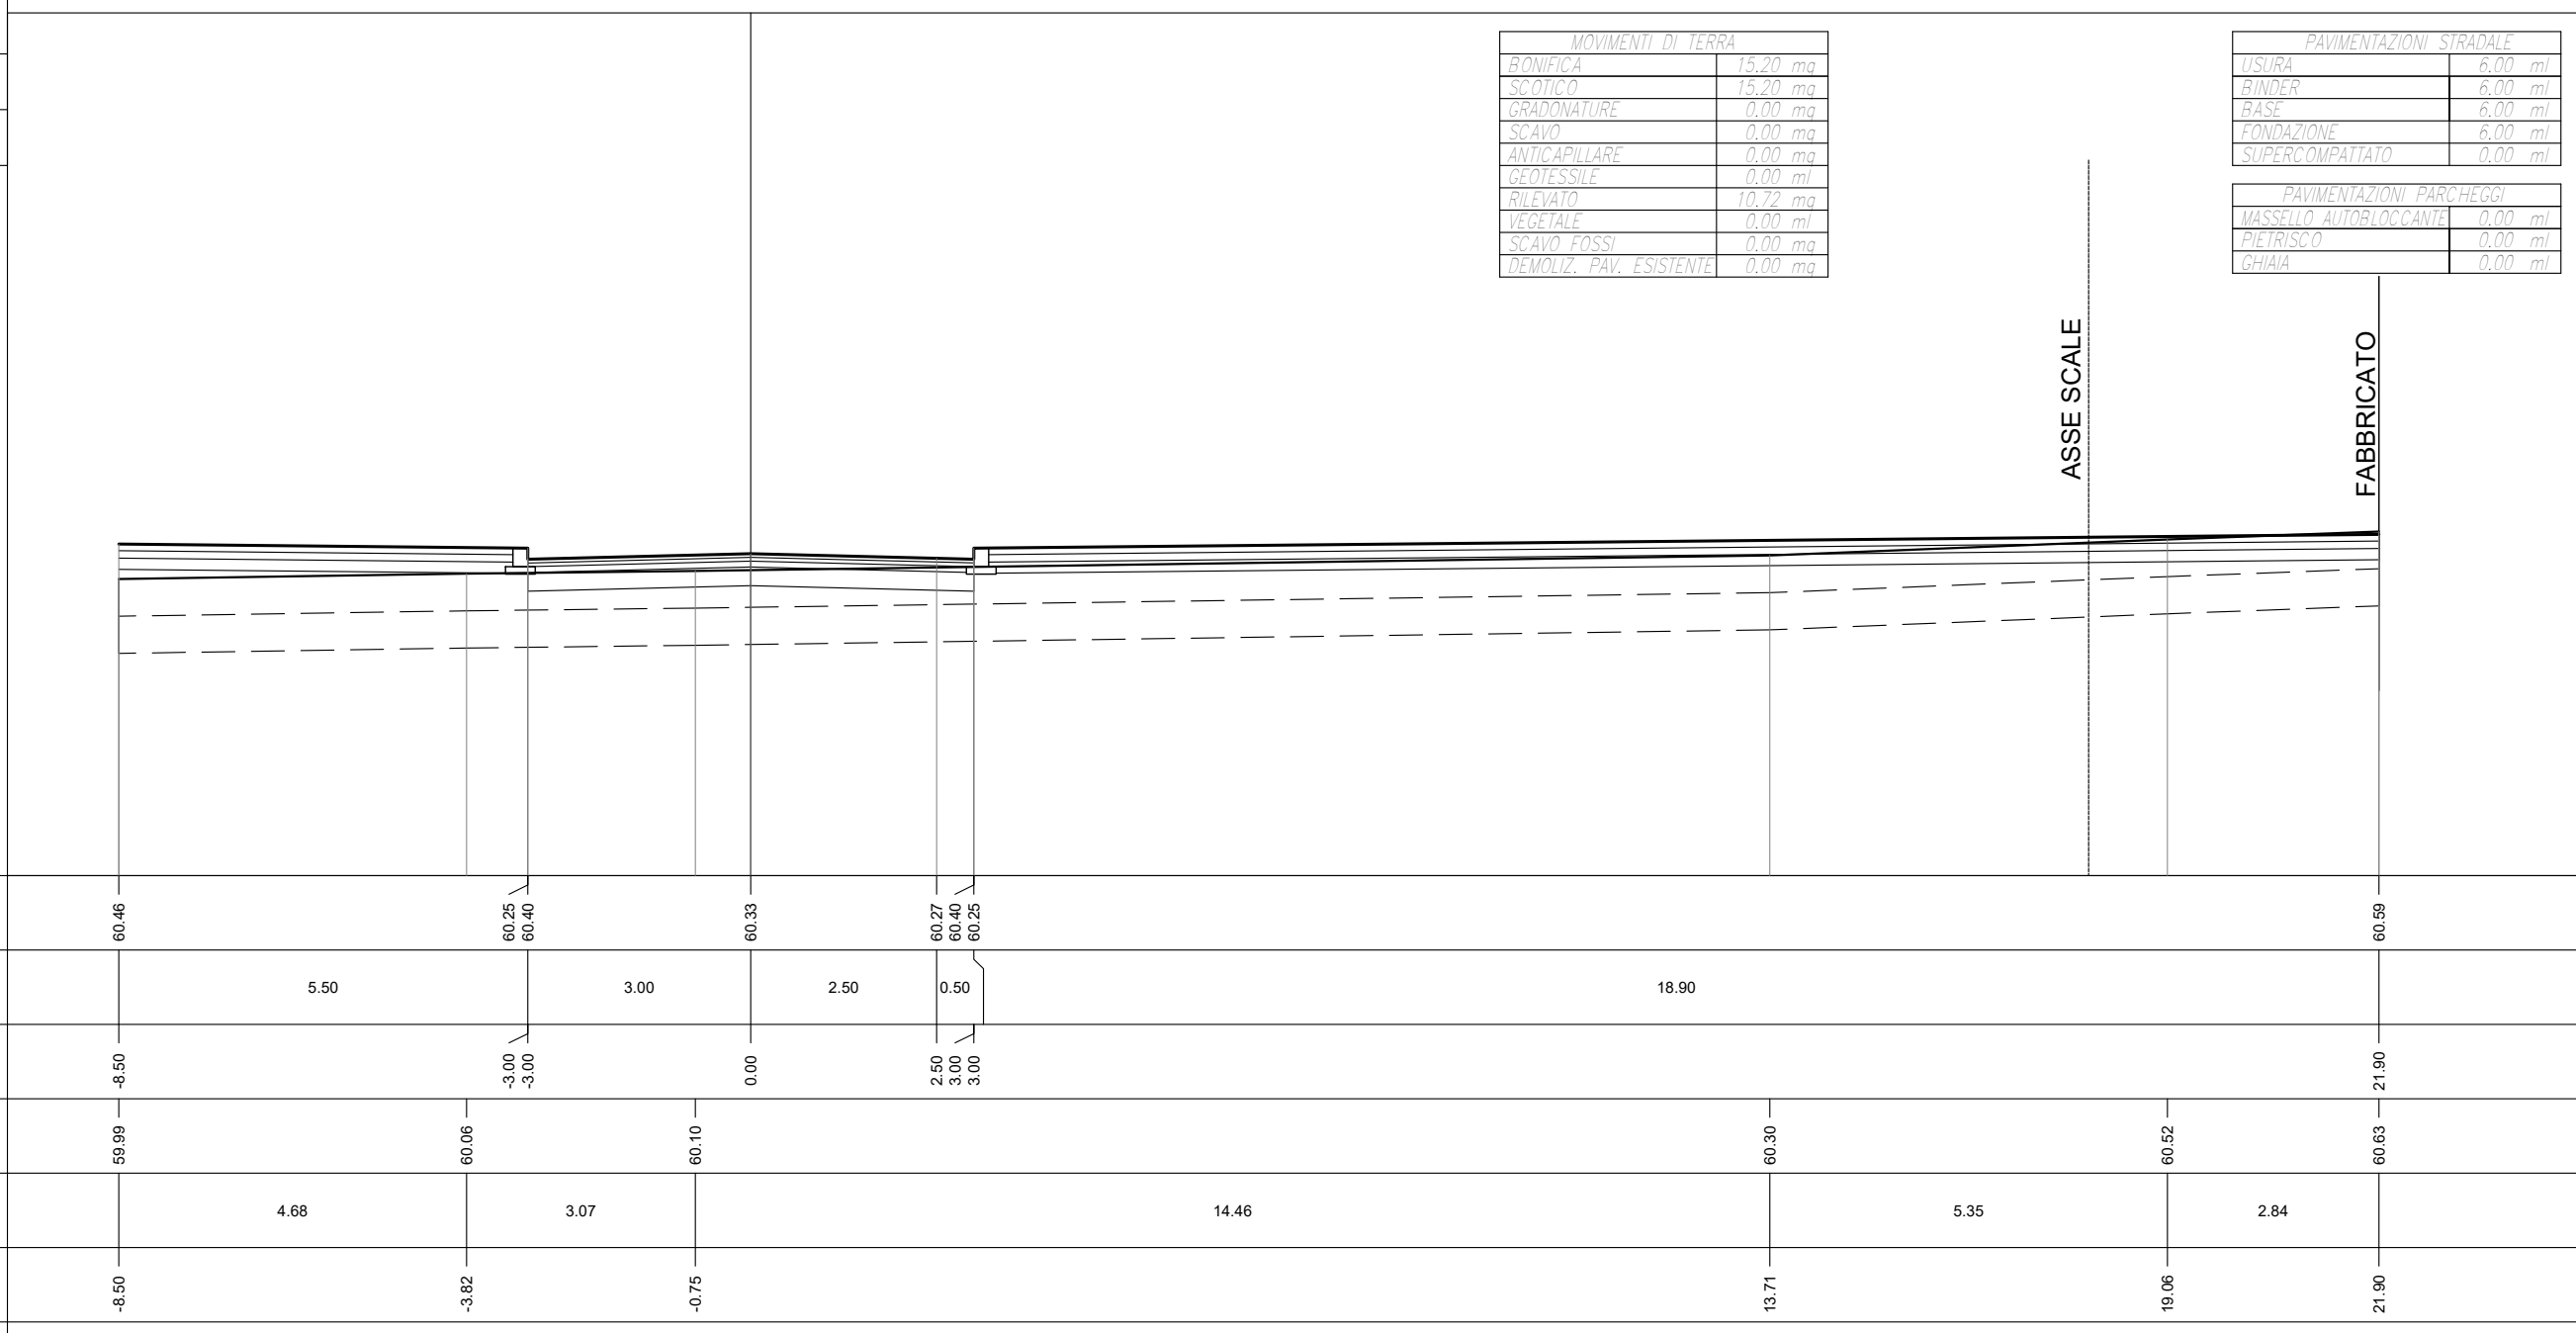 MOVIMENTI DI TERRA
BONIFICA 15.20 mq
SCOTICO 15.20 mq
GRADONATURE 0.00 mq
SCAVO 0.00 mq
ANTICAPILLARE 0.00 mq
GEOTESSILE 0.00 ml
RILEVATO 10.72 mq
VEGETALE 0.00 ml
SCAVO FOSSI 0.00 mq
DEMOLIZ. PAV. ESISTENTE 0.00 mq
PAVIMENTAZIONI STRADALE
USURA 6.00 ml
BINDER 6.00 ml
BASE 6.00 ml
FONDAZIONE 6.00 ml
SUPERCOMPATTATO 0.00 ml
PAVIMENTAZIONI PARCHEGGI
MASSELLO AUTOBLOCCANTE 0.00 ml
PIETRISCO 0.00 ml
GHIAIA 0.00 ml
ASSE SCALE
FABBRICATO
60.46 60.25 60.40 60.33 60.27 60.40 60.25 60.59
5.50 3.00 2.50 0.50 18.90
-8.50 -3.00 -3.00 0.00 2.50 3.00 3.00 21.90
59.99 60.06 60.10 60.30 60.52 60.63
4.68 3.07 14.46 5.35 2.84
-8.50 -3.82 -0.75 13.71 19.06 21.90